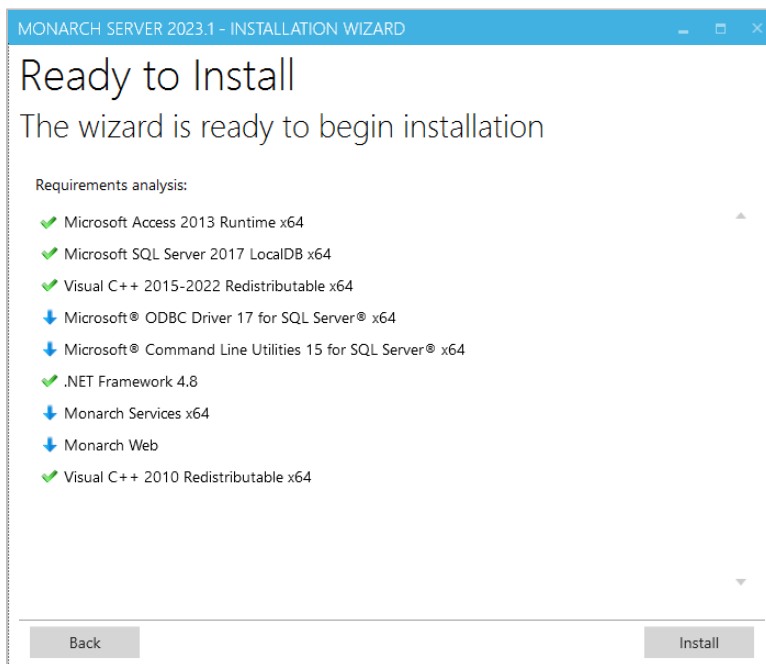 MONARCH SERVER 2023.1 - INSTALLATION WIZARD
Ready to Install
The wizard is ready to begin installation
Requirements analysis:
Microsoft Access 2013 Runtime x64
Microsoft SQL Server 2017 LocalDB x64
Visual C++ 2015-2022 Redistributable x64
Microsoft® ODBC Driver 17 for SQL Server® x64
Microsoft® Command Line Utilities 15 for SQL Server® x64
.NET Framework 4.8
Monarch Services x64
Monarch Web
Visual C++ 2010 Redistributable x64
Back
Install